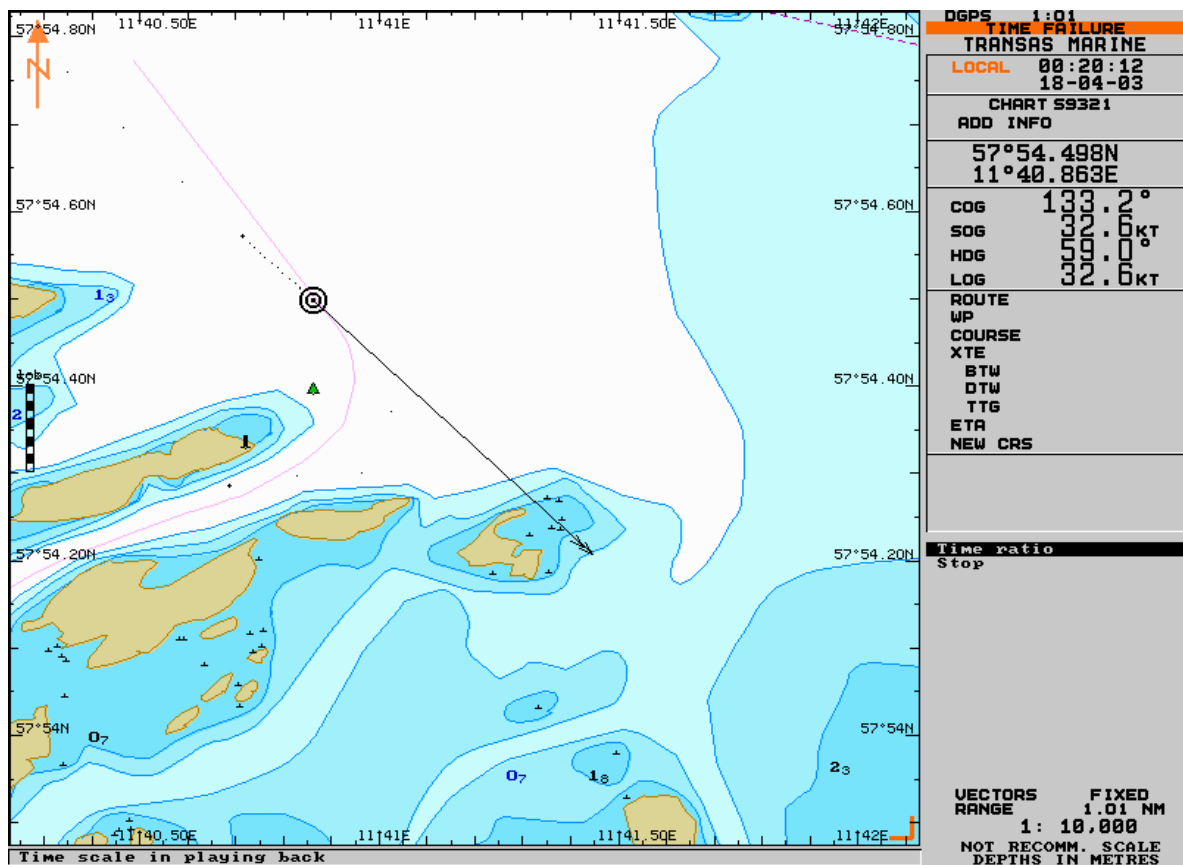 11°40.50E 11°41E 11°41.50E 11°42E
57°54.80N 57°54.80N
N
57°54.60N 57°54.60N
1₃
57°54.40N 57°54.40N
2
57°54.20N 57°54.20N
57°54N 57°54N
0₇
0₇ 1₈ 2₃
11°40.50E 11°41E 11°41.50E 11°42E
Time scale in playing back
DGPS 1:01
TIME FAILURE
TRANSAS MARINE
LOCAL 00:20:12
18-04-03
CHART S9321
ADD INFO
57°54.498N
11°40.863E
COG 133.2°
SOG 32.6KT
HDG 59.0°
LOG 32.6KT
ROUTE
WP
COURSE
XTE
BTW
DTW
TTG
ETA
NEW CRS
Time ratio
Stop
VECTORS FIXED
RANGE 1.01 NM
1: 10,000
NOT RECOMM. SCALE
DEPTHS IN METRES